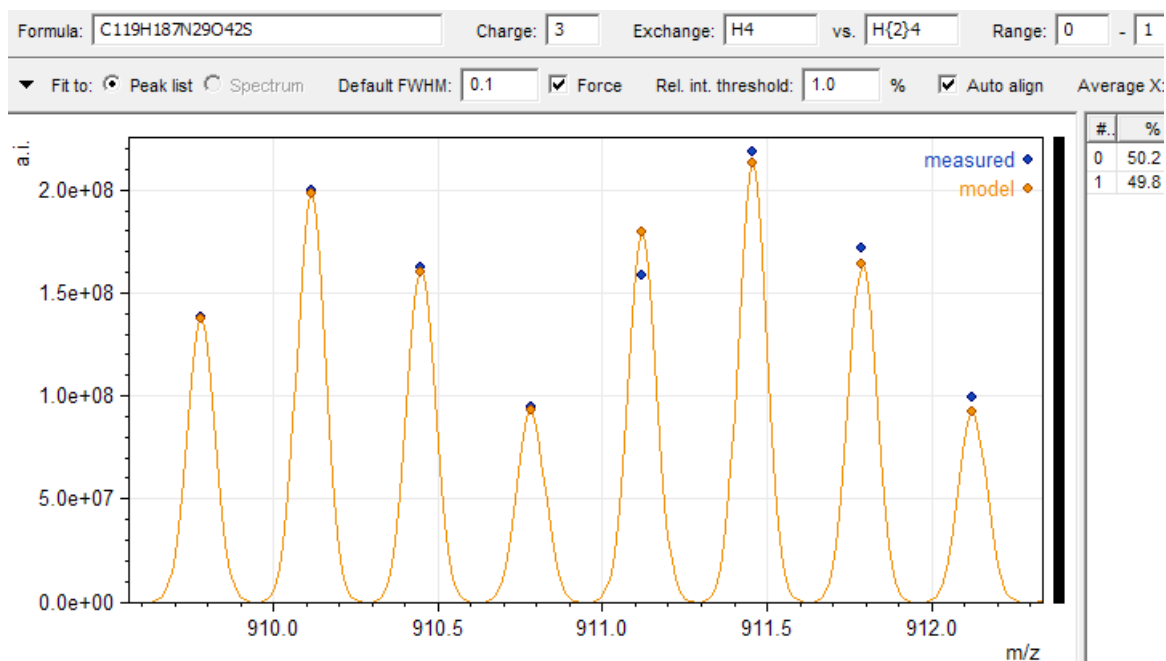 Formula: C119H187N29O42S Charge: 3 Exchange: H4 vs. H{2}4 Range: 0 - 1
Fit to: Peak list Spectrum Default FWHM: 0.1 Force Rel. int. threshold: 1.0 % Auto align Average X:
a.i.
2.0e+08
1.5e+08
1.0e+08
5.0e+07
0.0e+00
measured
model
910.0 910.5 911.0 911.5 912.0
m/z
#.. %
0 50.2
1 49.8